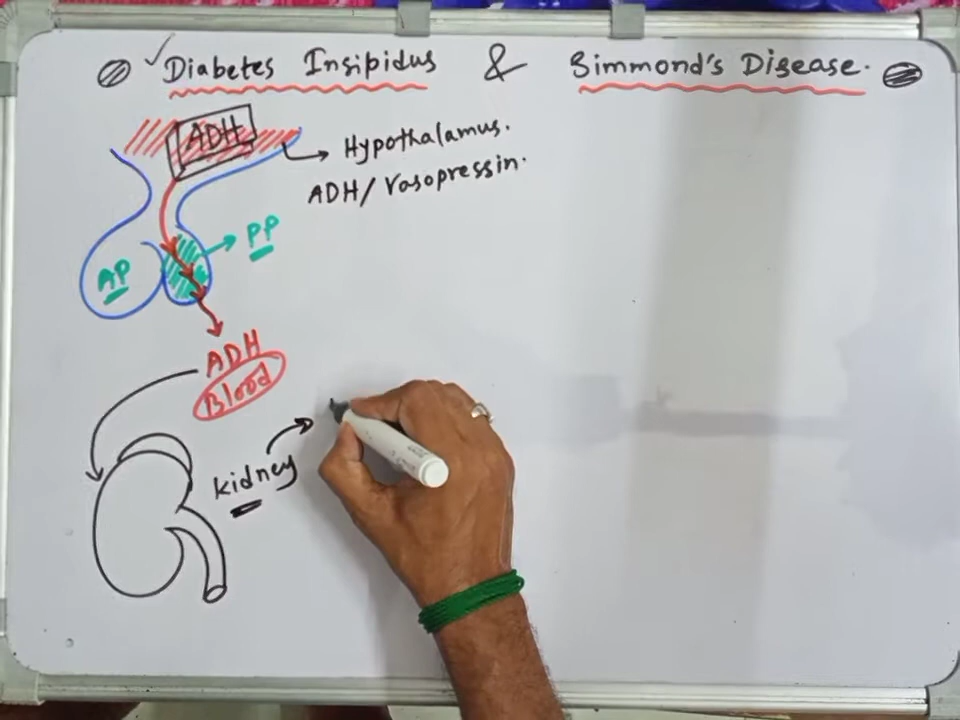 Diabetes Insipidus & Simmond's Disease.
ADH
Hypothalamus.
ADH/Vasopressin.
PP
AP
ADH
Blood
kidney